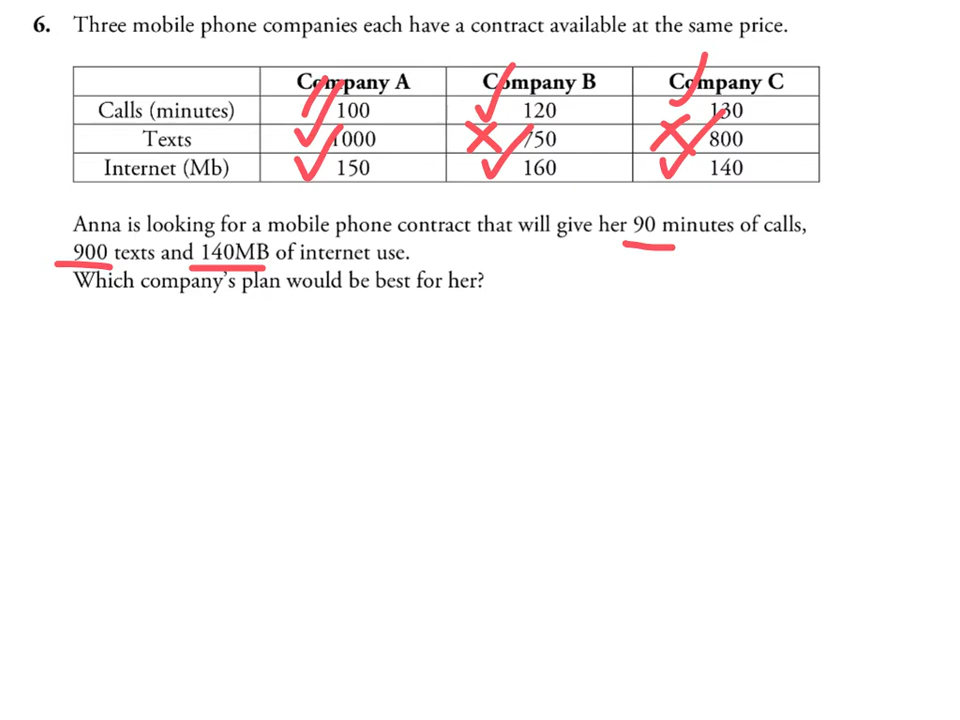 6. Three mobile phone companies each have a contract available at the same price.
Company A Company B Company C
Calls (minutes) 100 120 130
Texts 1000 750 800
Internet (Mb) 150 160 140
Anna is looking for a mobile phone contract that will give her 90 minutes of calls,
900 texts and 140MB of internet use.
Which company's plan would be best for her?